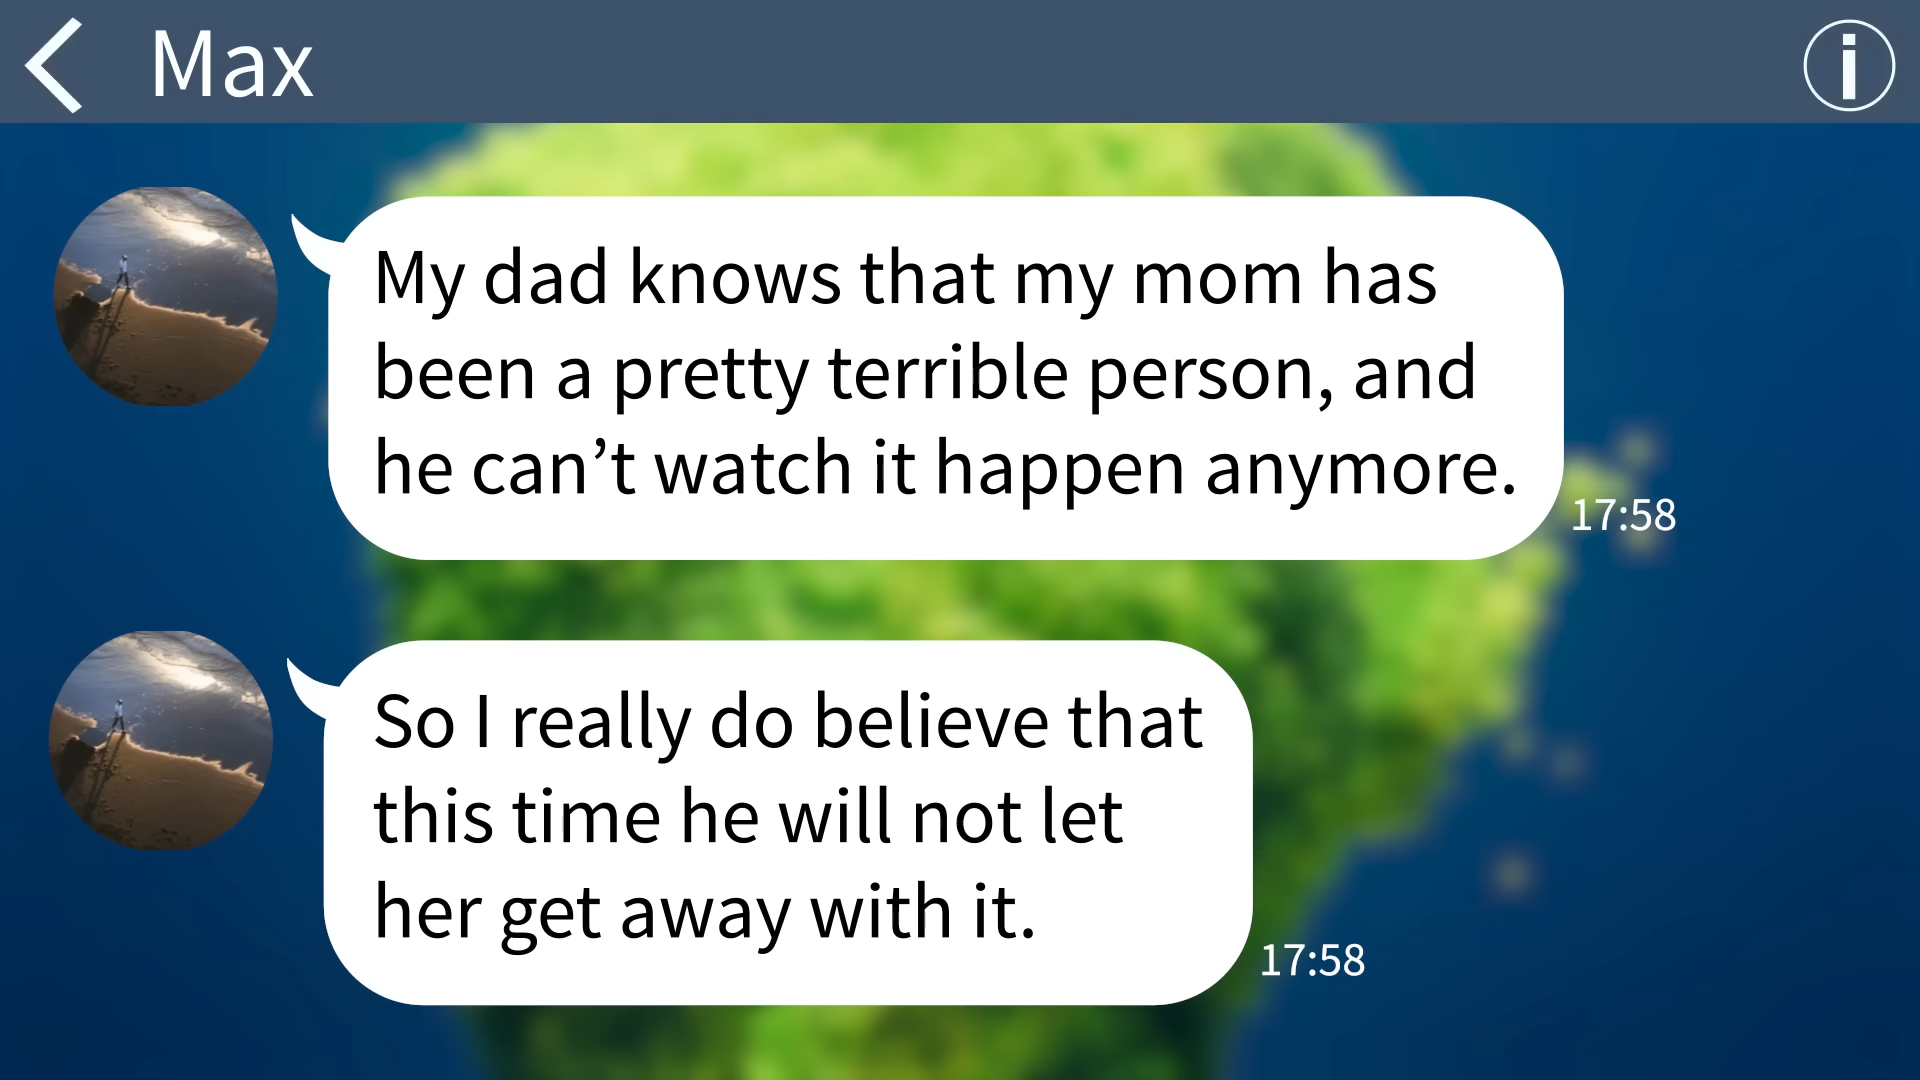 Max
i
My dad knows that my mom has
been a pretty terrible person, and
he can’t watch it happen anymore.
17:58
So I really do believe that
this time he will not let
her get away with it.
17:58